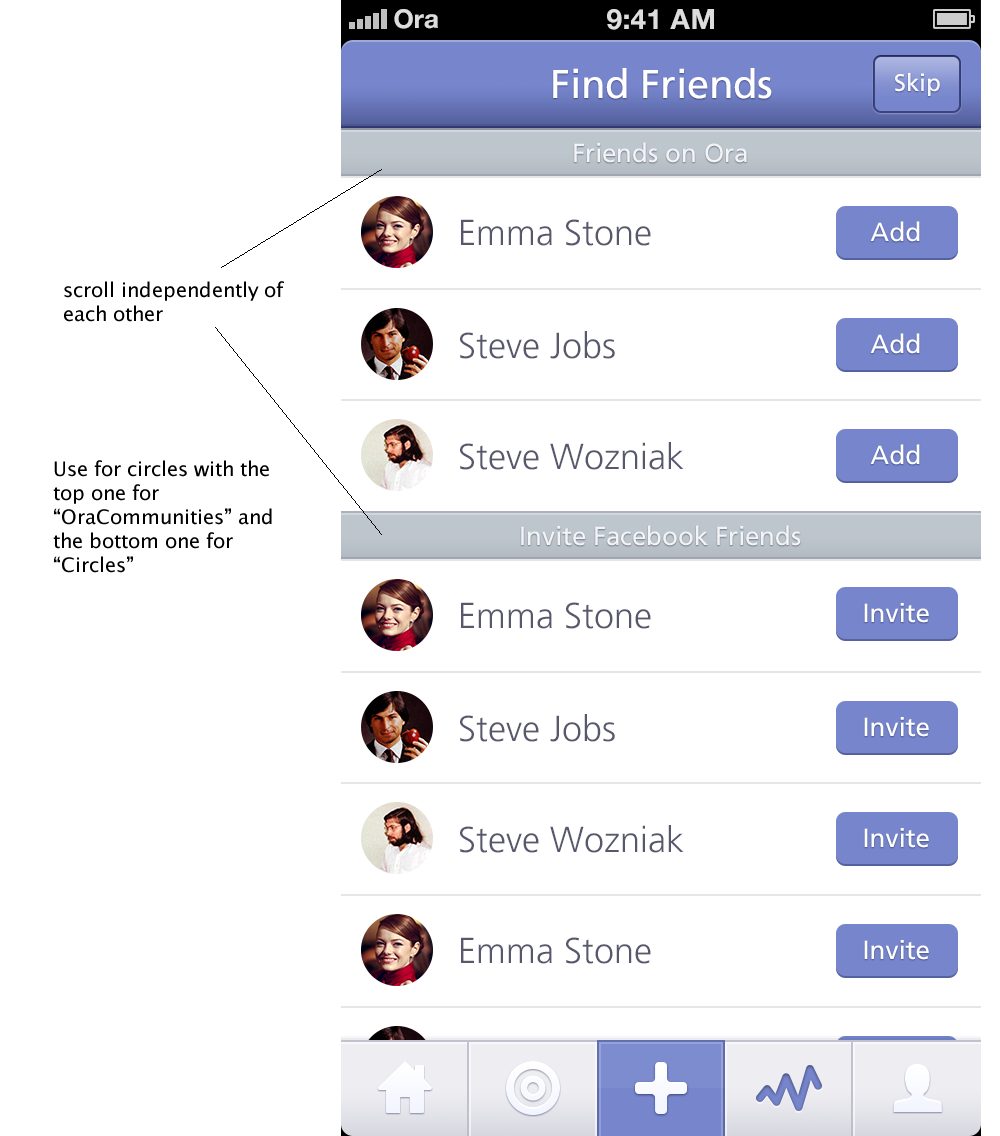 Ora 9:41 AM
Find Friends Skip
Friends on Ora
Emma Stone Add
scroll independently of
each other
Steve Jobs Add
Steve Wozniak Add
Use for circles with the
top one for
“OraCommunities” and
the bottom one for
“Circles”
Invite Facebook Friends
Emma Stone Invite
Steve Jobs Invite
Steve Wozniak Invite
Emma Stone Invite